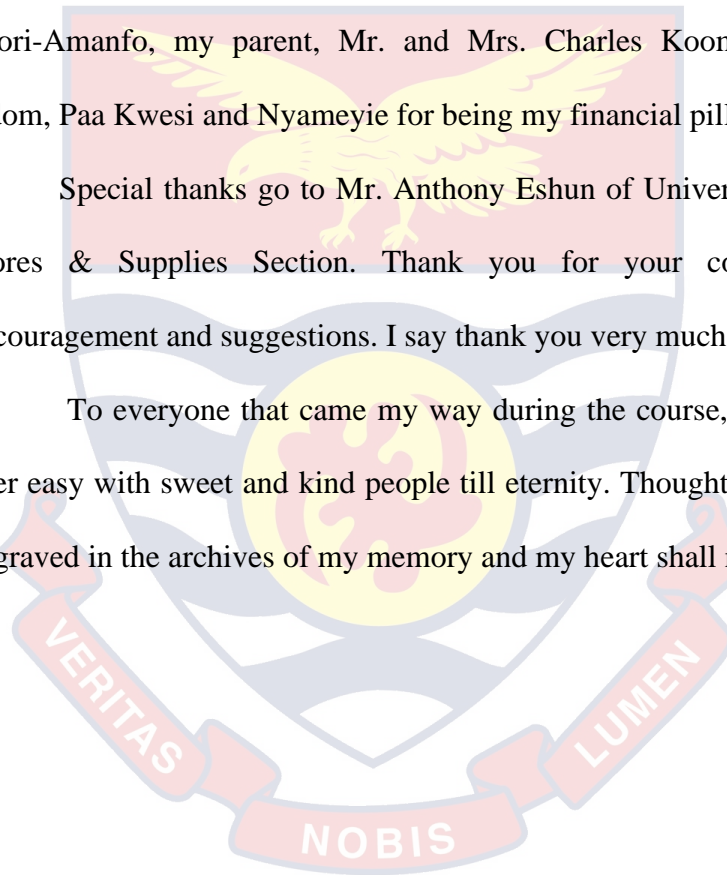 ori-Amanfo, my parent, Mr. and Mrs. Charles Koon
lom, Paa Kwesi and Nyameyie for being my financial pill
Special thanks go to Mr. Anthony Eshun of Univer
ores & Supplies Section. Thank you for your co
couragement and suggestions. I say thank you very much
To everyone that came my way during the course,
er easy with sweet and kind people till eternity. Thought
graved in the archives of my memory and my heart shall
VERITAS
NOBIS
LUMEN